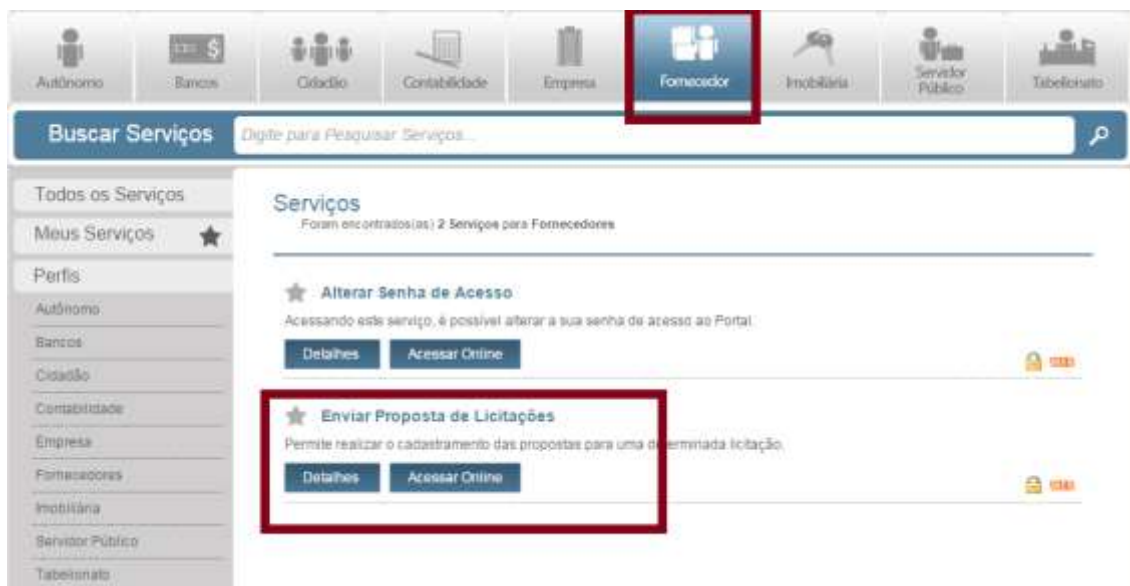 Autônomo
Bancos
Cidadão
Contabilidade
Empresa
Fornecedor
Imobiliária
Servidor
Público
Tabelionato
Buscar Serviços
Digite para Pesquisar Serviços...
Todos os Serviços
Meus Serviços
Perfis
Autônomo
Bancos
Cidadão
Contabilidade
Empresa
Fornecedores
Imobiliária
Servidor Público
Tabelionato
Serviços
Foram encontrados(as) 2 Serviços para Fornecedores
Alterar Senha de Acesso
Acessando este serviço, é possível alterar a sua senha de acesso ao Portal.
Detalhes
Acessar Online
Enviar Proposta de Licitações
Permite realizar o cadastramento das propostas para uma determinada licitação.
Detalhes
Acessar Online